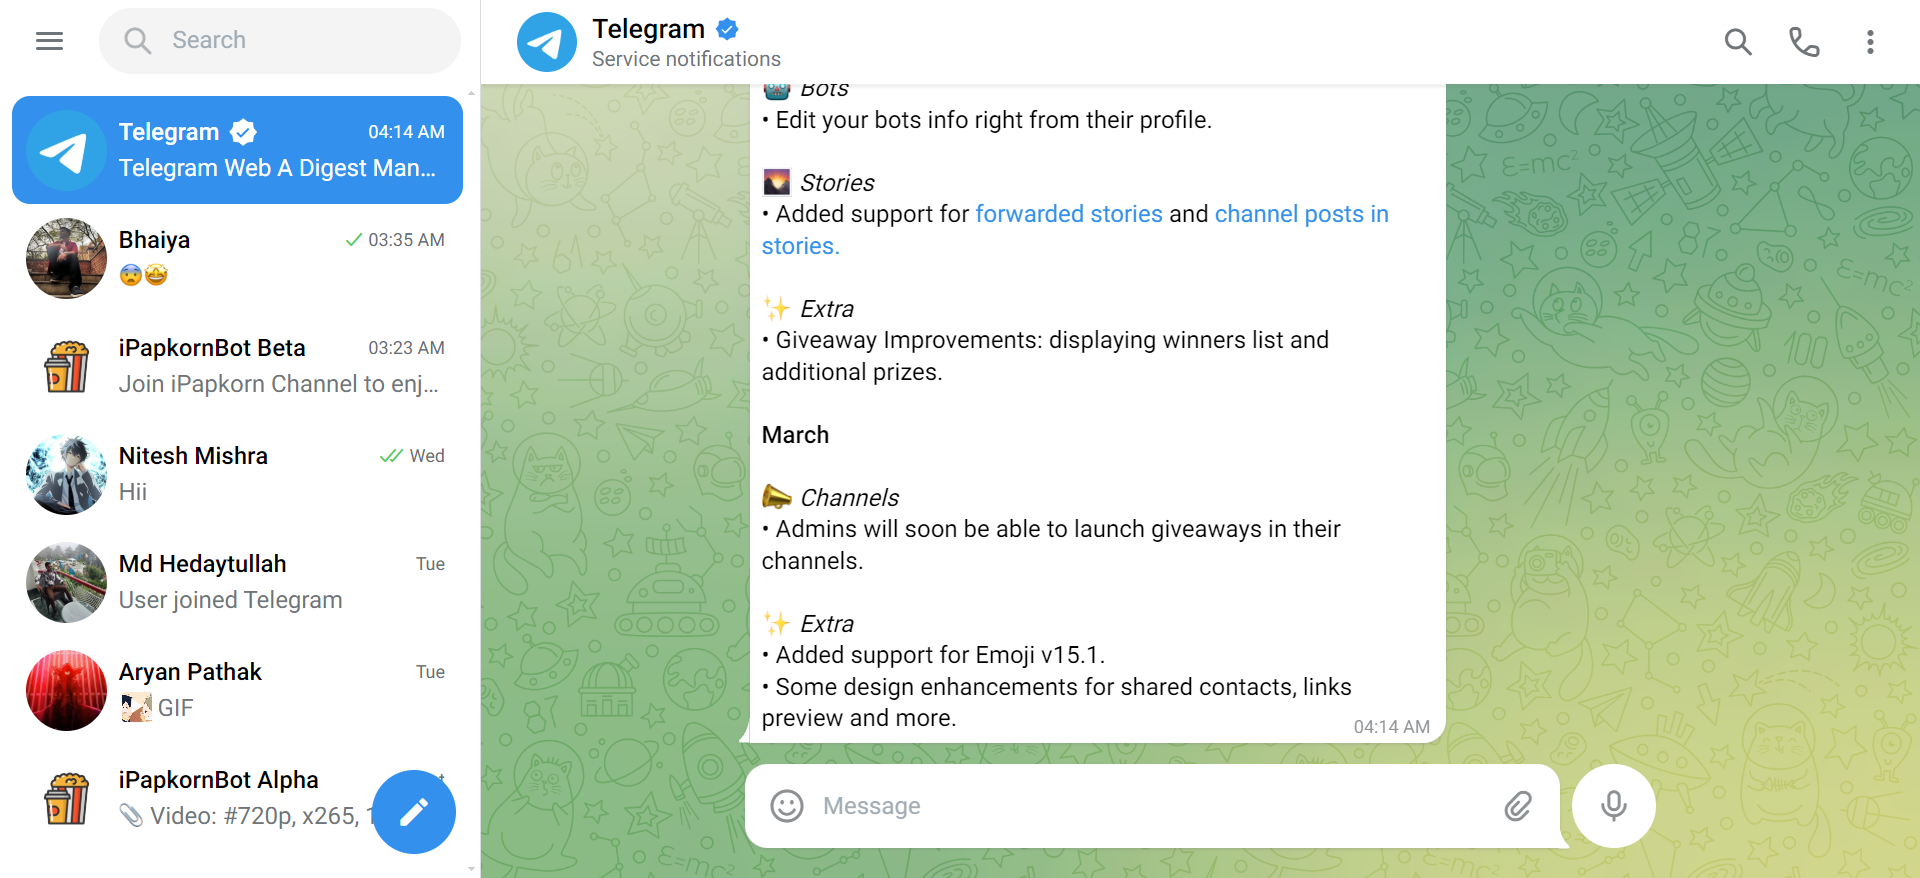 Search
Telegram
04:14 AM
Telegram Web A Digest Man...
Bhaiya
03:35 AM
😨🤩
iPapkornBot Beta
03:23 AM
Join iPapkorn Channel to enj...
Nitesh Mishra
Wed
Hii
Md Hedaytullah
Tue
User joined Telegram
Aryan Pathak
Tue
GIF
iPapkornBot Alpha
📎 Video: #720p, x265,
Telegram
Service notifications
🤖 Bots
• Edit your bots info right from their profile.
🌄 Stories
• Added support for forwarded stories and channel posts in
stories.
✨ Extra
• Giveaway Improvements: displaying winners list and
additional prizes.
March
📣 Channels
• Admins will soon be able to launch giveaways in their
channels.
✨ Extra
• Added support for Emoji v15.1.
• Some design enhancements for shared contacts, links
preview and more.
04:14 AM
Message